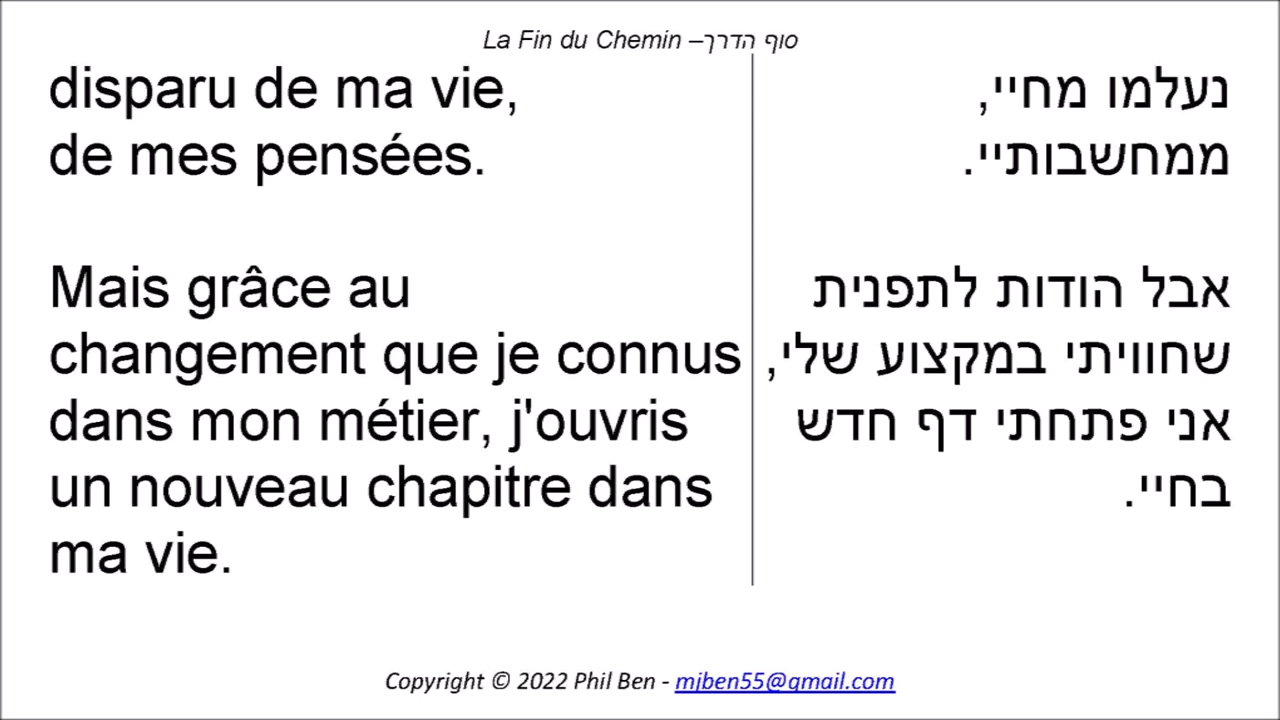 La Fin du Chemin –סוף הדרך
disparu de ma vie,
de mes pensées.
Mais grâce au
changement que je connus
dans mon métier, j'ouvris
un nouveau chapitre dans
ma vie.
נעלמו מחיי,
ממחשבותיי.
אבל הודות לתפנית
שחוויתי במקצוע שלי,
אני פתחתי דף חדש
בחיי.
Copyright © 2022 Phil Ben - mjben55@gmail.com